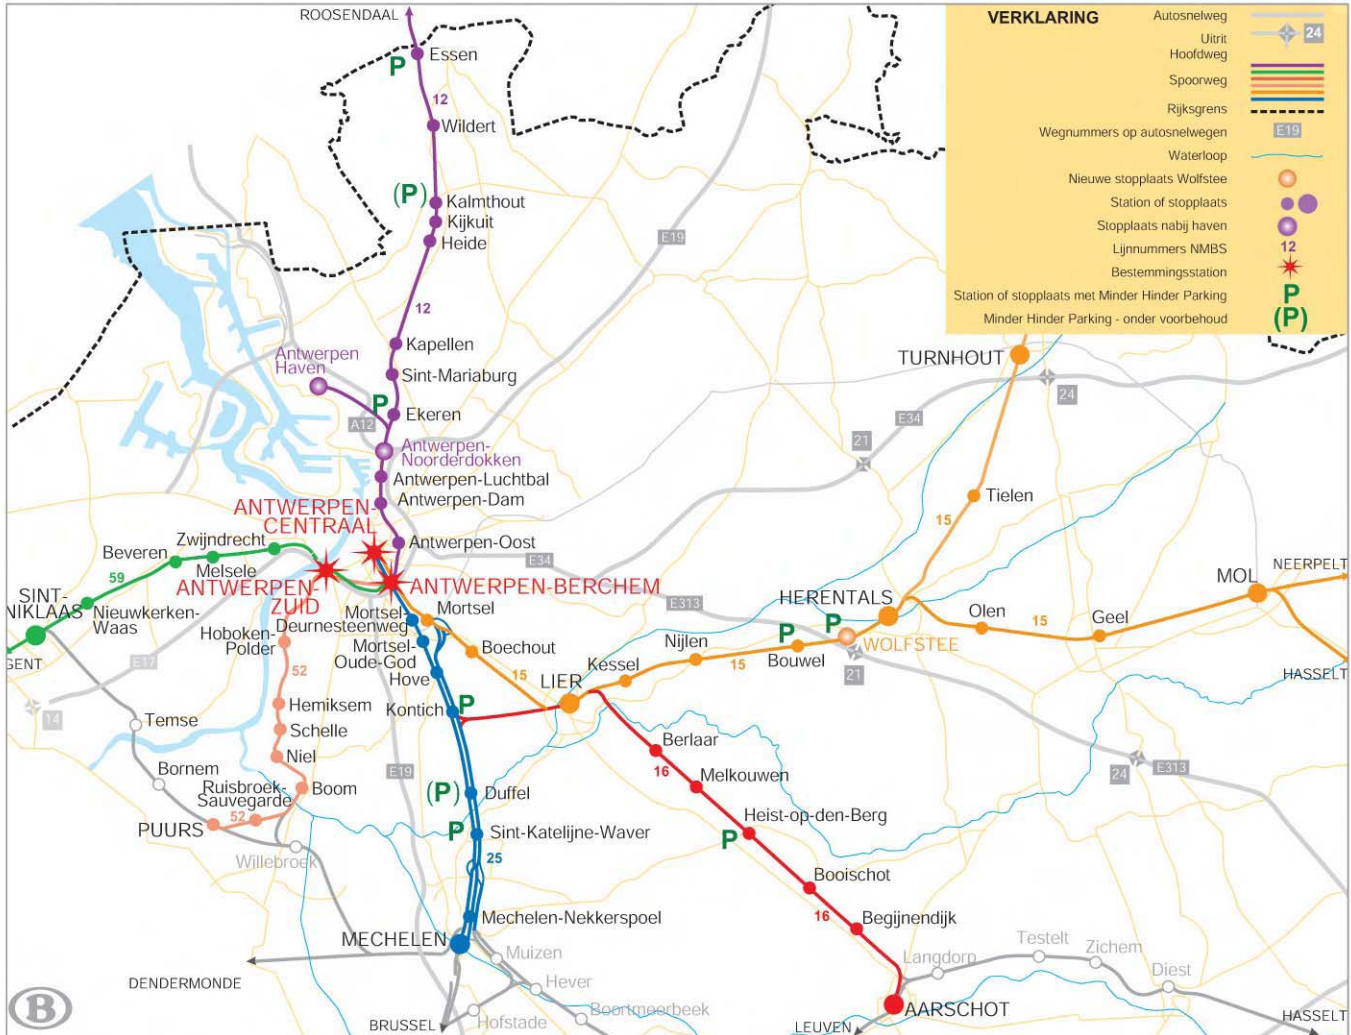 ROOSENDAAL
Essen
P
12
Wildert
(P)
Kalmthout
Kijkuit
Heide
E19
12
Kapellen
Antwerpen
Haven
Sint-Mariaburg
P
Ekeren
A12
Antwerpen-
Noorderdokken
Antwerpen-Luchtbal
Antwerpen-Dam
ANTWERPEN-
CENTRAAL
Antwerpen-Oost
VERKLARING
Autosnelweg
Uitrit
24
Hoofdweg
Spoorweg
Rijksgrens
Wegnummers op autosnelwegen
E19
Waterloop
Nieuwe stopplaats Wolfstee
Station of stopplaats
Stopplaats nabij haven
Lijnnummers NMBS
12
Bestemmingsstation
Station of stopplaats met Minder Hinder Parking
P
Minder Hinder Parking - onder voorbehoud
(P)
TURNHOUT
24
E34
21
Tielen
15
E34
Zwijndrecht
Beveren
Melsele
59
ANTWERPEN-
ZUID
ANTWERPEN-BERCHEM
SINT-
NIKLAAS
Nieuwkerken-
Waas
GENT
E17
14
Mortsel-
Deurnesteenweg
Mortsel
Hoboken-
Polder
Mortsel-
Oude-God
Hove
Boechout
15
52
Kontich
P
LIER
Kessel
Nijlen
15
E313
P
Bouwel
P
HERENTALS
WOLFSTEE
21
Olen
15
Geel
MOL
NEERPELT
HASSELT
Hemiksem
Schelle
Niel
Temse
Bornem
Ruisbroek-
Sauvegarde
Boom
52
PUURS
Willebroek
E19
(P)
Duffel
P
Sint-Katelijne-Waver
25
Mechelen-Nekkerspoel
MECHELEN
Muizen
Hever
Boortmeerbeek
Hofstade
DENDERMONDE
BRUSSEL
Berlaar
16
Melkouwen
Heist-op-den-Berg
P
Booischot
16
Begijnendijk
24
E313
Langdorp
Testelt
Zichem
Diest
AARSCHOT
LEUVEN
HASSELT
B